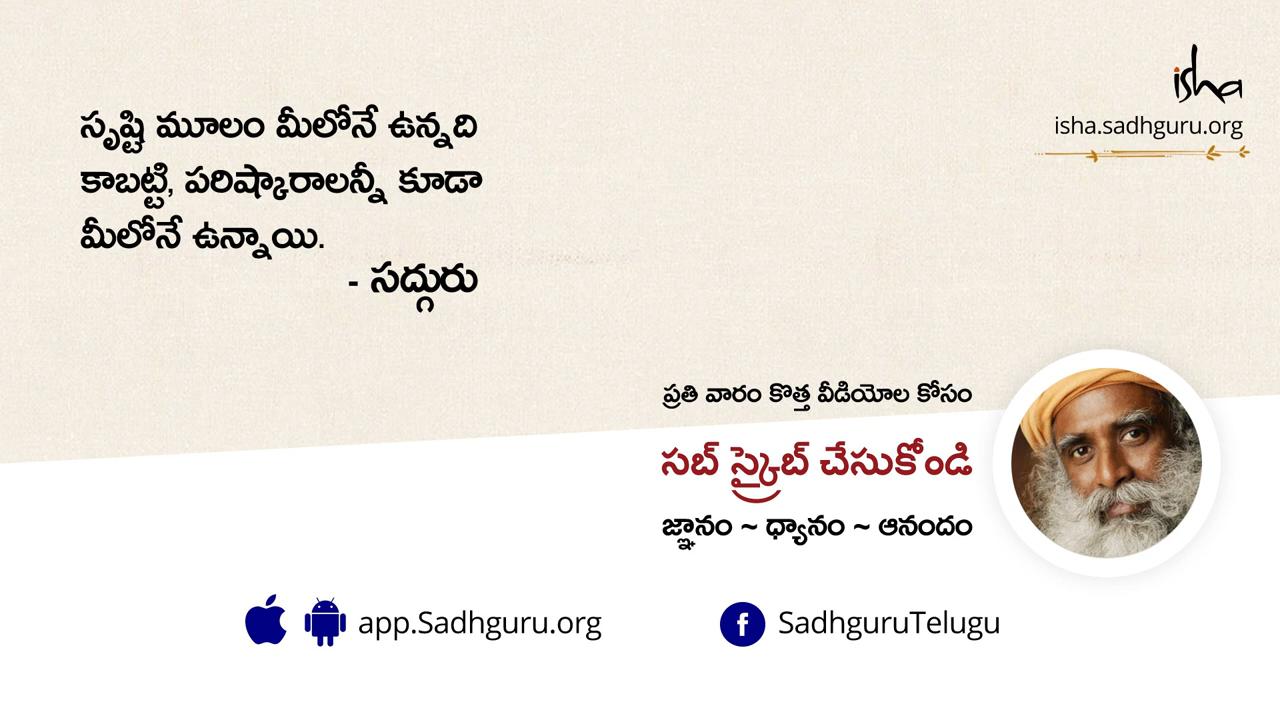 సృష్టి మూలం మీలోనే ఉన్నది
కాబట్టి, పరిష్కారాలన్నీ కూడా
మీలోనే ఉన్నాయి.
- సద్గురు
isha
isha.sadhguru.org
ప్రతి వారం కొత్త వీడియోల కోసం
సబ్ స్క్రైబ్ చేసుకోండి
జ్ఞానం ~ ధ్యానం ~ ఆనందం
app.Sadhguru.org
SadhguruTelugu